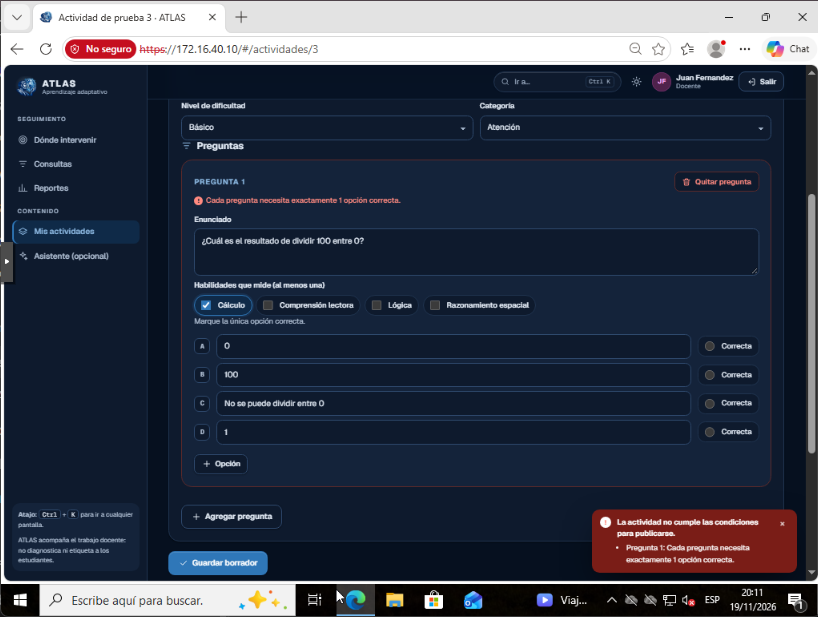 Actividad de prueba 3 - ATLAS
No seguro
https://172.16.40.10/#/actividades/3
Chat
ATLAS
Aprendizaje adaptativo
Ir a...
Ctrl K
JF
Juan Fernandez
Docente
Salir
SEGUIMIENTO
Dónde intervenir
Consultas
Reportes
CONTENIDO
Mis actividades
Asistente (opcional)
Atajo: Ctrl + K para ir a cualquier
pantalla.
ATLAS acompaña el trabajo docente:
no diagnostica ni etiqueta a los
estudiantes.
Nivel de dificultad
Categoría
Básico
Atención
Preguntas
PREGUNTA 1
Quitar pregunta
Cada pregunta necesita exactamente 1 opción correcta.
Enunciado
¿Cuál es el resultado de dividir 100 entre 0?
Habilidades que mide (al menos una)
Cálculo
Comprensión lectora
Lógica
Razonamiento espacial
Marque la única opción correcta.
A 0 Correcta
B 100 Correcta
C No se puede dividir entre 0 Correcta
D 1 Correcta
+ Opción
+ Agregar pregunta
Guardar borrador
La actividad no cumple las condiciones
para publicarse.
• Pregunta 1: Cada pregunta necesita
exactamente 1 opción correcta.
Escribe aquí para buscar.
Viaj...
ESP
20:11
19/11/2026
1